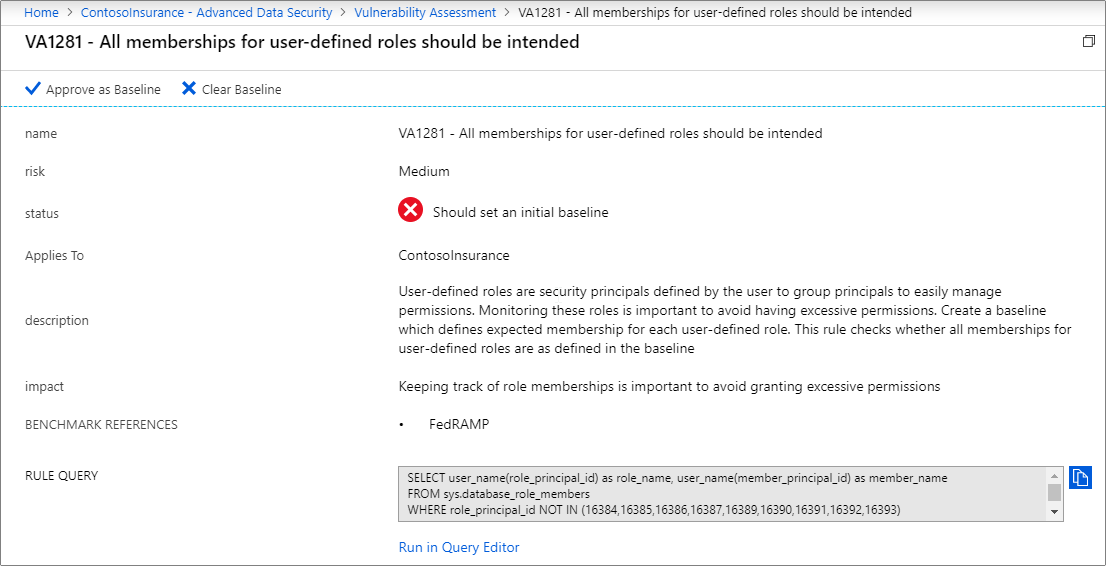 Home > ContosoInsurance - Advanced Data Security > Vulnerability Assessment > VA1281 - All memberships for user-defined roles should be intended
VA1281 - All memberships for user-defined roles should be intended
Approve as Baseline Clear Baseline
name VA1281 - All memberships for user-defined roles should be intended
risk Medium
status Should set an initial baseline
Applies To ContosoInsurance
description User-defined roles are security principals defined by the user to group principals to easily manage
permissions. Monitoring these roles is important to avoid having excessive permissions. Create a baseline
which defines expected membership for each user-defined role. This rule checks whether all memberships for
user-defined roles are as defined in the baseline
impact Keeping track of role memberships is important to avoid granting excessive permissions
BENCHMARK REFERENCES • FedRAMP
RULE QUERY SELECT user_name(role_principal_id) as role_name, user_name(member_principal_id) as member_name
FROM sys.database_role_members
WHERE role_principal_id NOT IN (16384,16385,16386,16387,16389,16390,16391,16392,16393)
Run in Query Editor